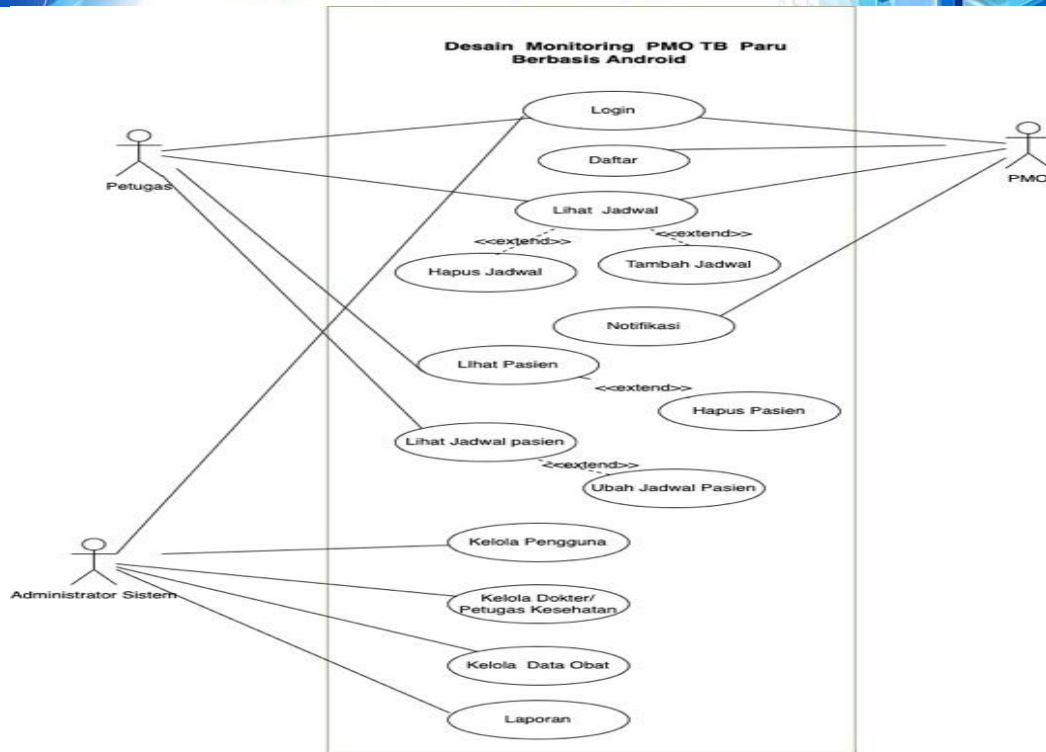 Desain Monitoring PMO TB Paru
Berbasis Android
Login
Daftar
Petugas
PMO
Lihat Jadwal
<<extend>>
<<extend>>
Hapus Jadwal
Tambah Jadwal
Notifikasi
LIhat Pasien
<<extend>>
Hapus Pasien
Lihat Jadwal pasien
<<extend>>
Ubah Jadwal Pasien
Kelola Pengguna
Administrator Sistem
Kelola Dokter/
Petugas Kesehatan
Kelola Data Obat
Laporan